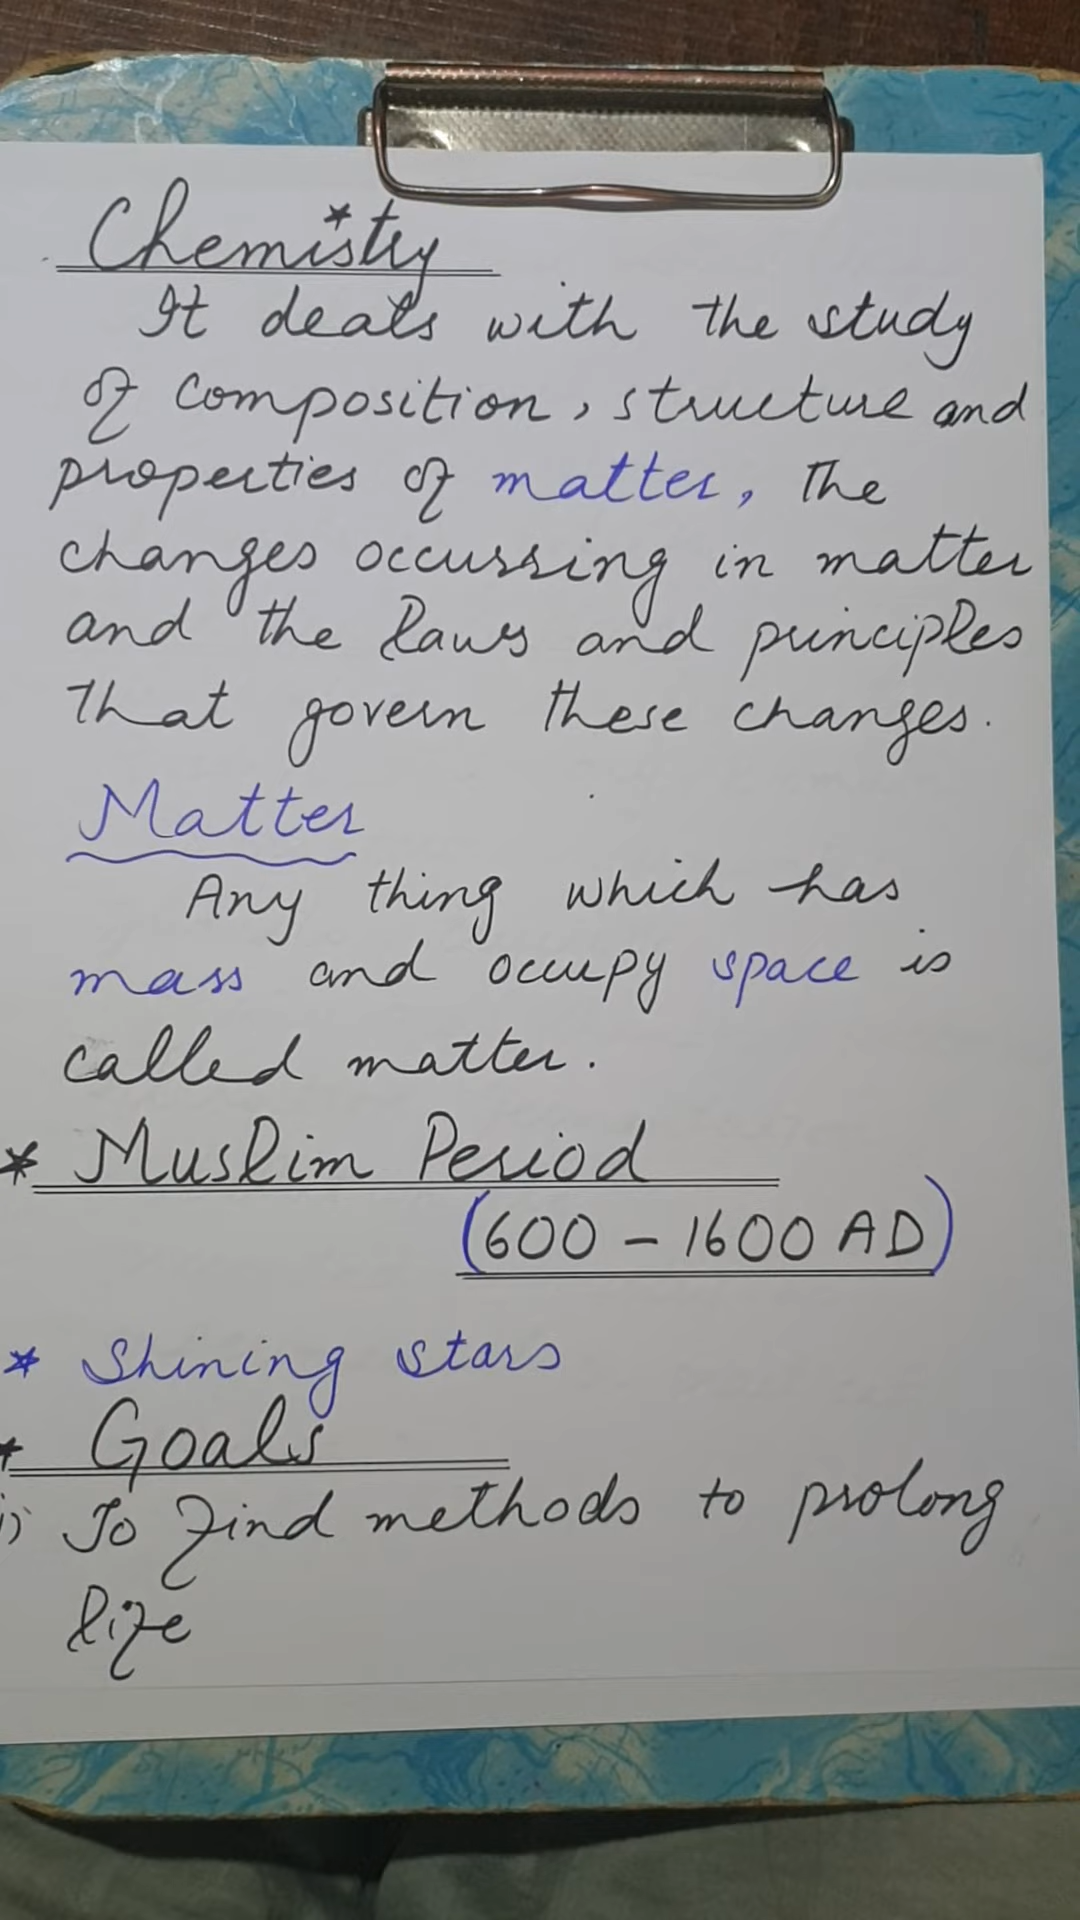 Chemistry
It deals with the study
of composition, structure and
properties of matter, The
changes occurring in matter
and the laws and principles
That govern these changes.
Matter
Any thing which has
mass and occupy space is
called matter.
* Muslim Period
(600 - 1600 AD)
* Shining stars
* Goals
i) To find methods to prolong
life